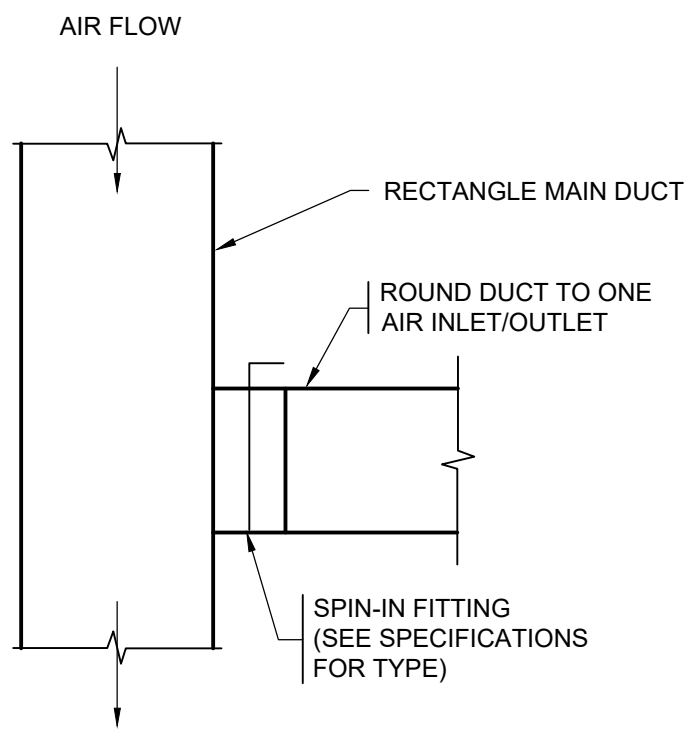 AIR FLOW
RECTANGLE MAIN DUCT
ROUND DUCT TO ONE
AIR INLET/OUTLET
SPIN-IN FITTING
(SEE SPECIFICATIONS
FOR TYPE)